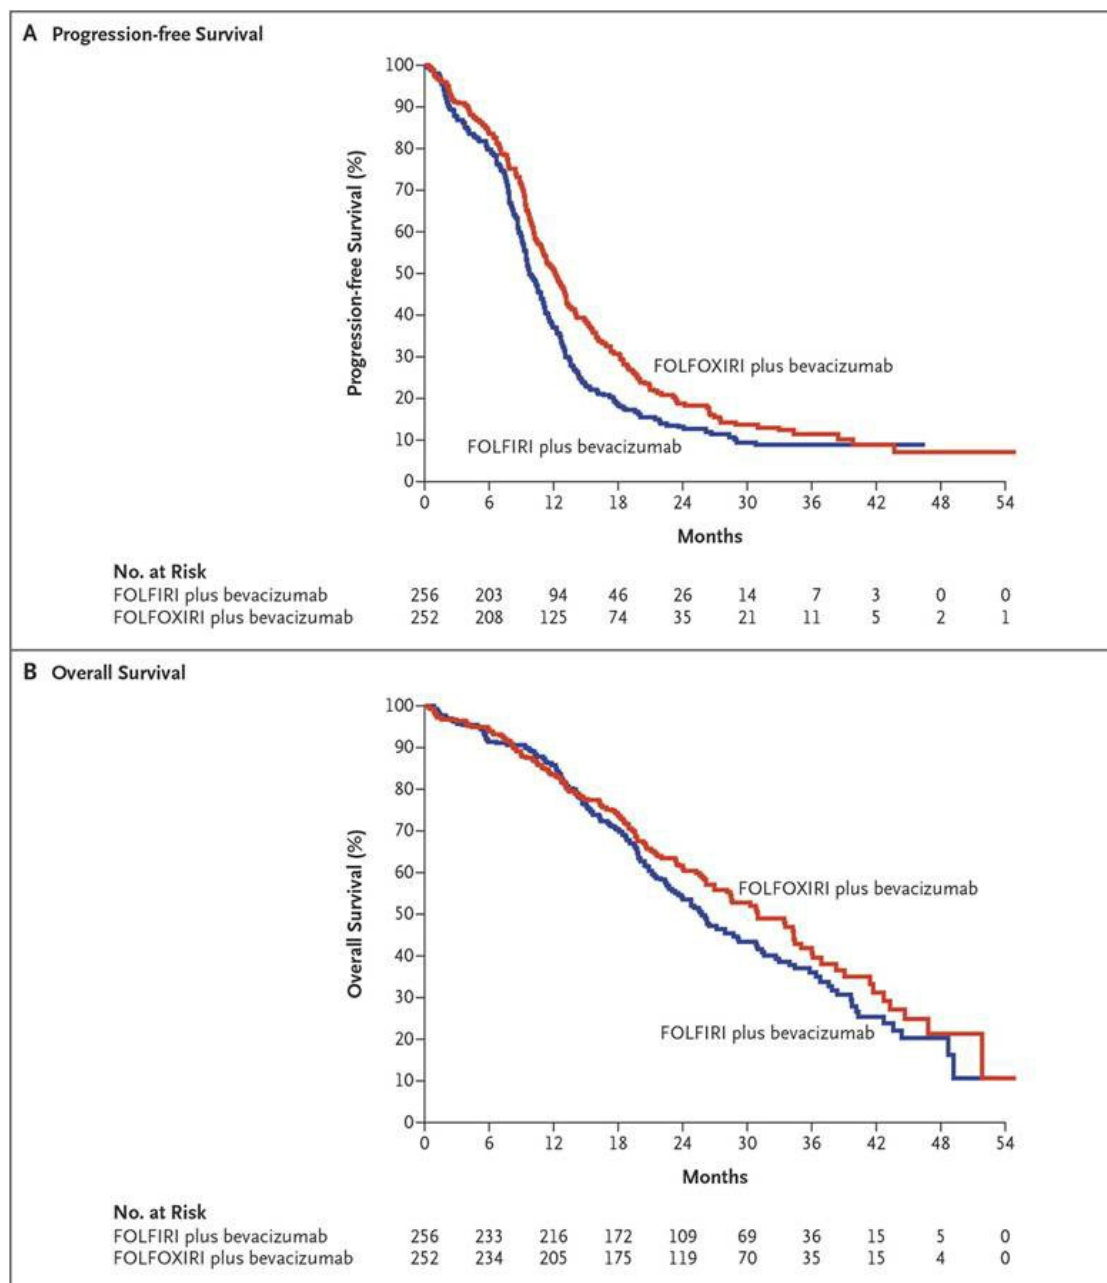 A Progression-free Survival
100
90
80
70
60
50
40
30
20
10
0
Progression-free Survival (%)
FOLFOXIRI plus bevacizumab
FOLFIRI plus bevacizumab
0 6 12 18 24 30 36 42 48 54
Months
No. at Risk
FOLFIRI plus bevacizumab 256 203 94 46 26 14 7 3 0 0
FOLFOXIRI plus bevacizumab 252 208 125 74 35 21 11 5 2 1
B Overall Survival
100
90
80
70
60
50
40
30
20
10
0
Overall Survival (%)
FOLFOXIRI plus bevacizumab
FOLFIRI plus bevacizumab
0 6 12 18 24 30 36 42 48 54
Months
No. at Risk
FOLFIRI plus bevacizumab 256 233 216 172 109 69 36 15 5 0
FOLFOXIRI plus bevacizumab 252 234 205 175 119 70 35 15 4 0